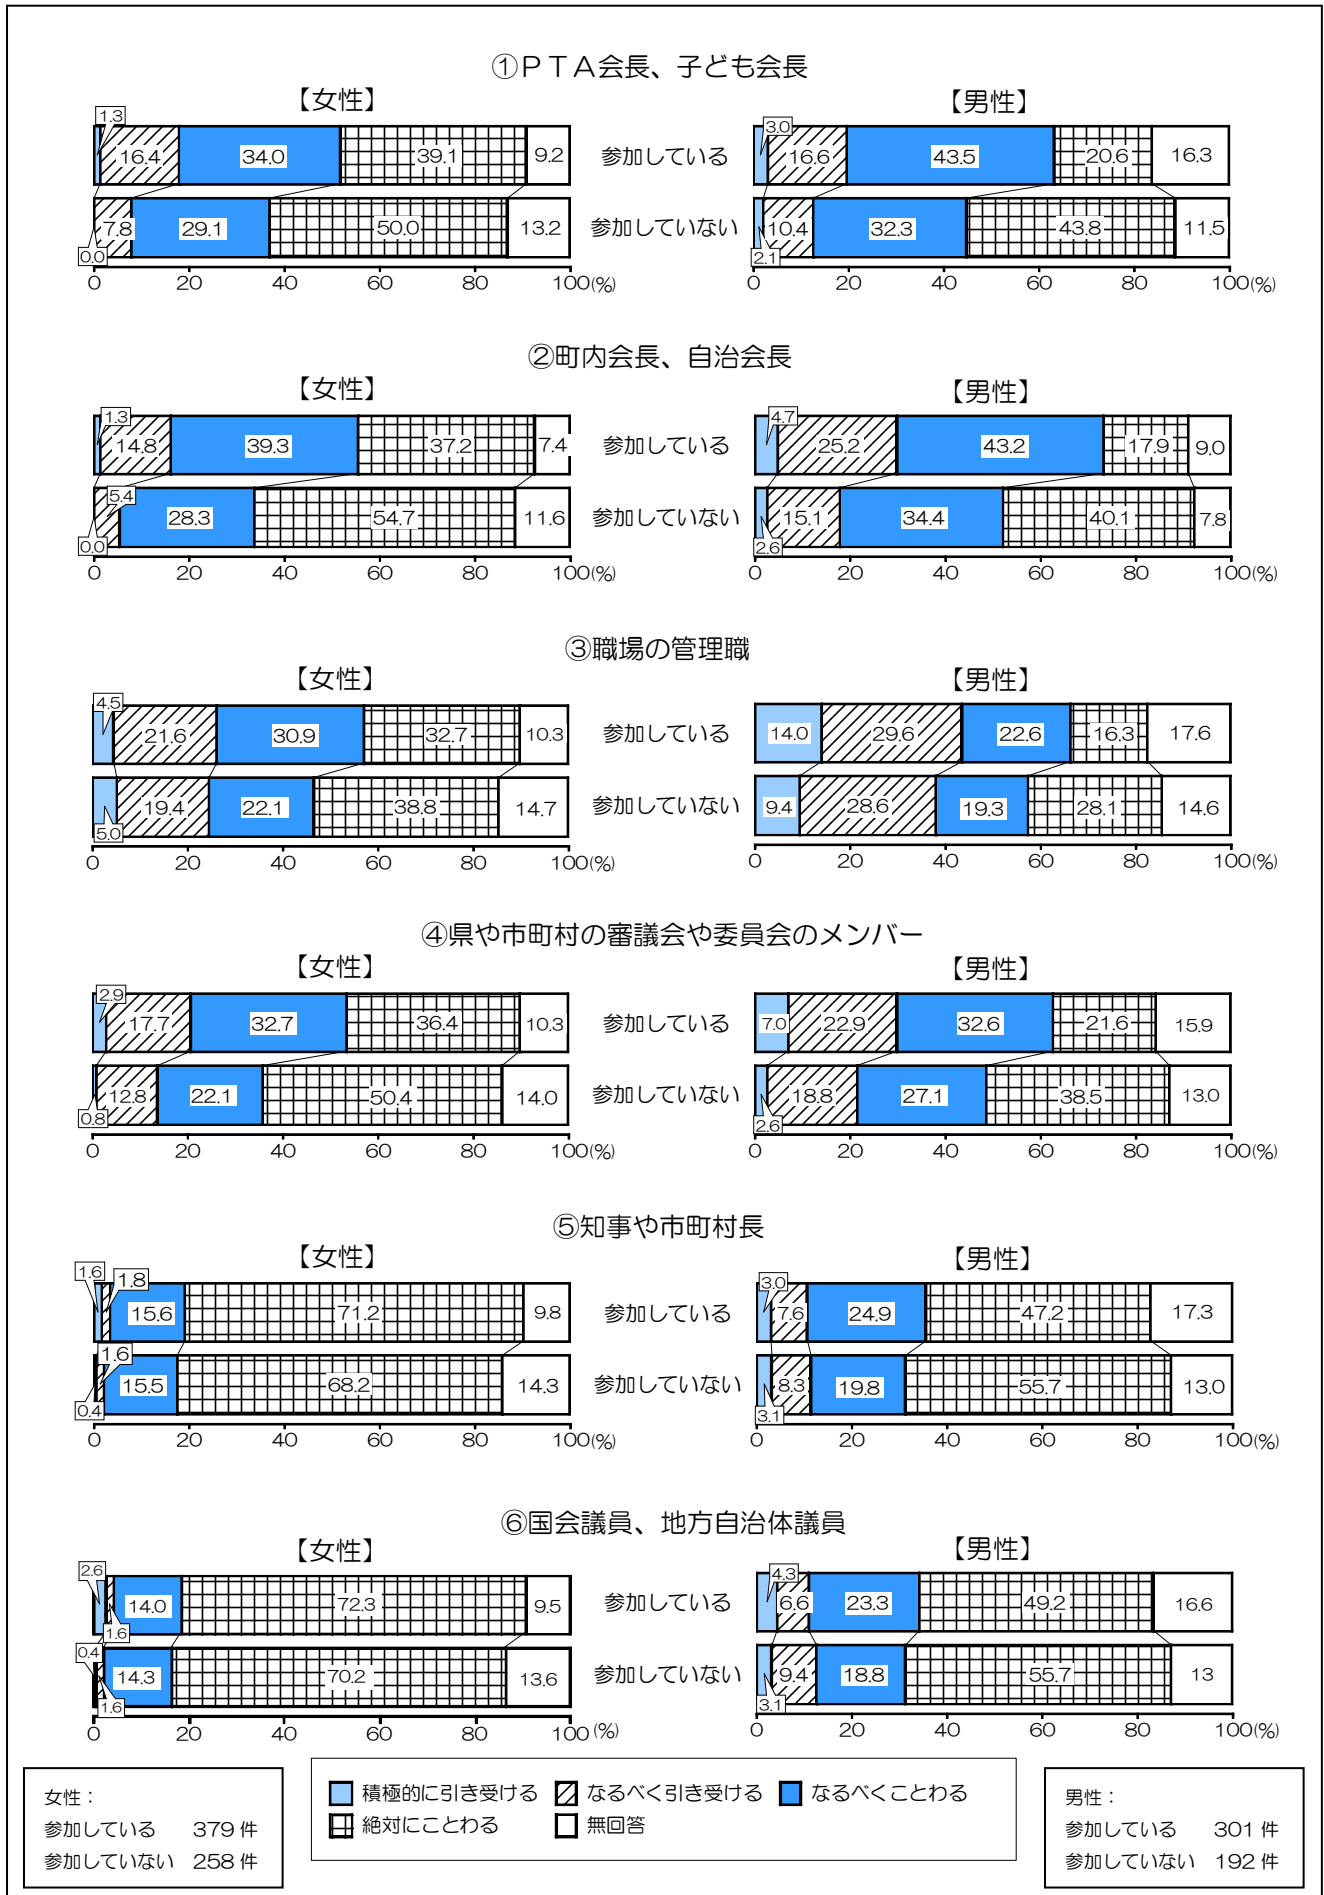 ①ＰＴＡ会長、子ども会長
【女性】
【男性】
1.3
16.4 34.0 39.1 9.2
参加している
3.0
16.6 43.5 20.6 16.3
0.0
7.8 29.1 50.0 13.2
参加していない
2.1
10.4 32.3 43.8 11.5
0 20 40 60 80 100(%)
0 20 40 60 80 100(%)
②町内会長、自治会長
【女性】
【男性】
1.3
14.8 39.3 37.2 7.4
参加している
4.7
25.2 43.2 17.9 9.0
0.0
5.4 28.3 54.7 11.6
参加していない
2.6
15.1 34.4 40.1 7.8
0 20 40 60 80 100(%)
0 20 40 60 80 100(%)
③職場の管理職
【女性】
【男性】
4.5
21.6 30.9 32.7 10.3
参加している
14.0 29.6 22.6 16.3 17.6
5.0
19.4 22.1 38.8 14.7
参加していない
9.4 28.6 19.3 28.1 14.6
0 20 40 60 80 100(%)
0 20 40 60 80 100(%)
④県や市町村の審議会や委員会のメンバー
【女性】
【男性】
2.9
17.7 32.7 36.4 10.3
参加している
7.0 22.9 32.6 21.6 15.9
0.8
12.8 22.1 50.4 14.0
参加していない
2.6
18.8 27.1 38.5 13.0
0 20 40 60 80 100(%)
0 20 40 60 80 100(%)
⑤知事や市町村長
【女性】
【男性】
1.6
1.8
15.6 71.2 9.8
参加している
3.0
7.6 24.9 47.2 17.3
0.4
1.6
15.5 68.2 14.3
参加していない
3.1
8.3 19.8 55.7 13.0
0 20 40 60 80 100(%)
0 20 40 60 80 100(%)
⑥国会議員、地方自治体議員
【女性】
【男性】
2.6
1.6
14.0 72.3 9.5
参加している
4.3
6.6 23.3 49.2 16.6
0.4
1.6
14.3 70.2 13.6
参加していない
3.1
9.4 18.8 55.7 13
0 20 40 60 80 100(%)
0 20 40 60 80 100(%)
女性：
参加している 379 件
参加していない 258 件
積極的に引き受ける なるべく引き受ける なるべくことわる
絶対にことわる 無回答
男性：
参加している 301 件
参加していない 192 件